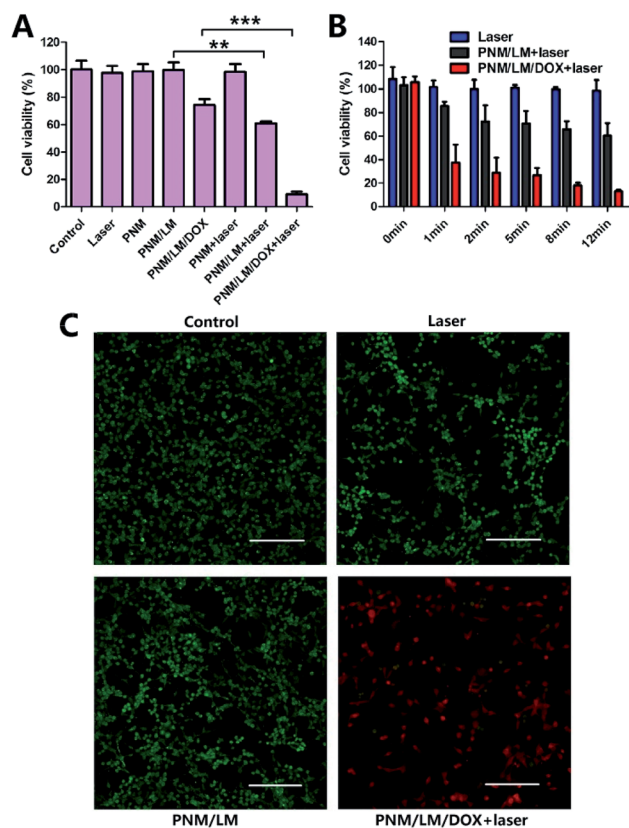 A
Cell viability (%)
120
100
80
60
40
20
0
***
**
Control
Laser
PNM
PNM/LM
PNM/LM/DOX
PNM+laser
PNM/LM+laser
PNM/LM/DOX+laser
B
Cell viability (%)
140
120
100
80
60
40
20
0
Laser
PNM/LM+laser
PNM/LM/DOX+laser
0min
1min
2min
5min
8min
12min
C
Control
Laser
PNM/LM
PNM/LM/DOX+laser